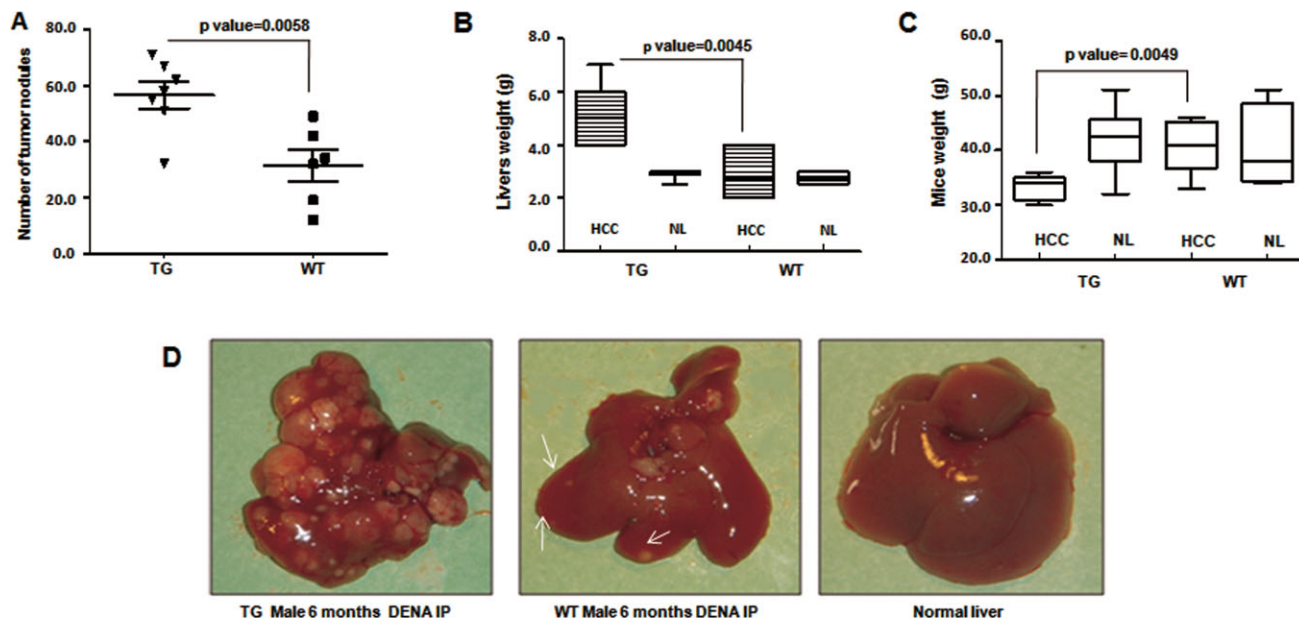 A
p value=0.0058
Number of tumor nodules
80.0
60.0
40.0
20.0
0.0
TG
WT
B
p value=0.0045
Livers weight (g)
8.0
6.0
4.0
2.0
0.0
HCC
NL
HCC
NL
TG
WT
C
p value= 0.0049
Mice weight (g)
60.0
50.0
40.0
30.0
20.0
HCC
NL
HCC
NL
TG
WT
D
TG Male 6 months DENA IP
WT Male 6 months DENA IP
Normal liver